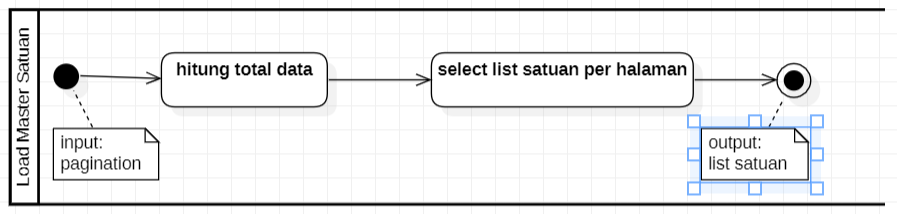 Load Master Satuan
hitung total data
select list satuan per halaman
input:
pagination
output:
list satuan